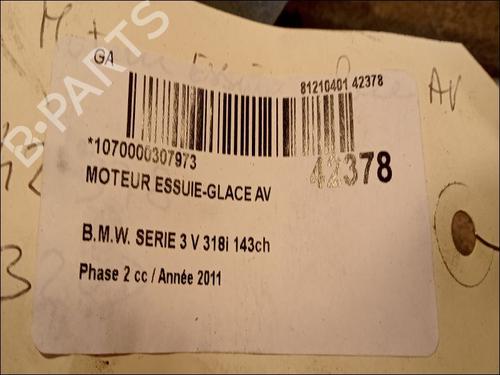 M +
AV
GA
81210401 42378
*1070000307973
42378
MOTEUR ESSUIE-GLACE AV
B.M.W. SERIE 3 V 318i 143ch
Phase 2 cc / Année 2011
B-PARTS
3